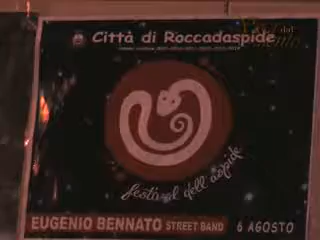 Città di Roccadaspide
festival dell'aspide
EUGENIO BENNATO STREET BAND 6 AGOSTO